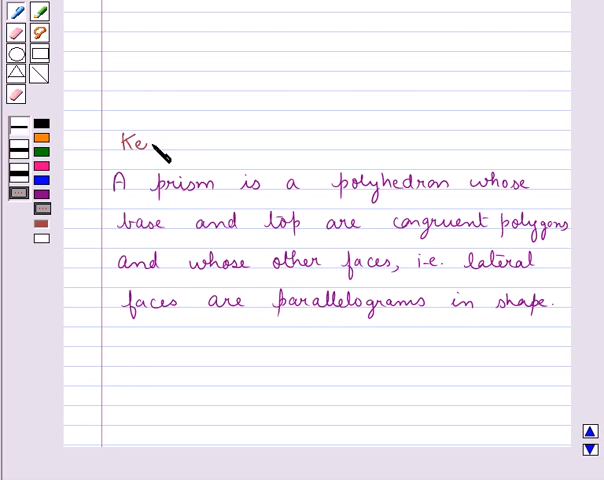 Ke
A prism is a polyhedron whose
base and top are congruent polygons
and whose other faces, i.e. lateral
faces are parallelograms in shape.